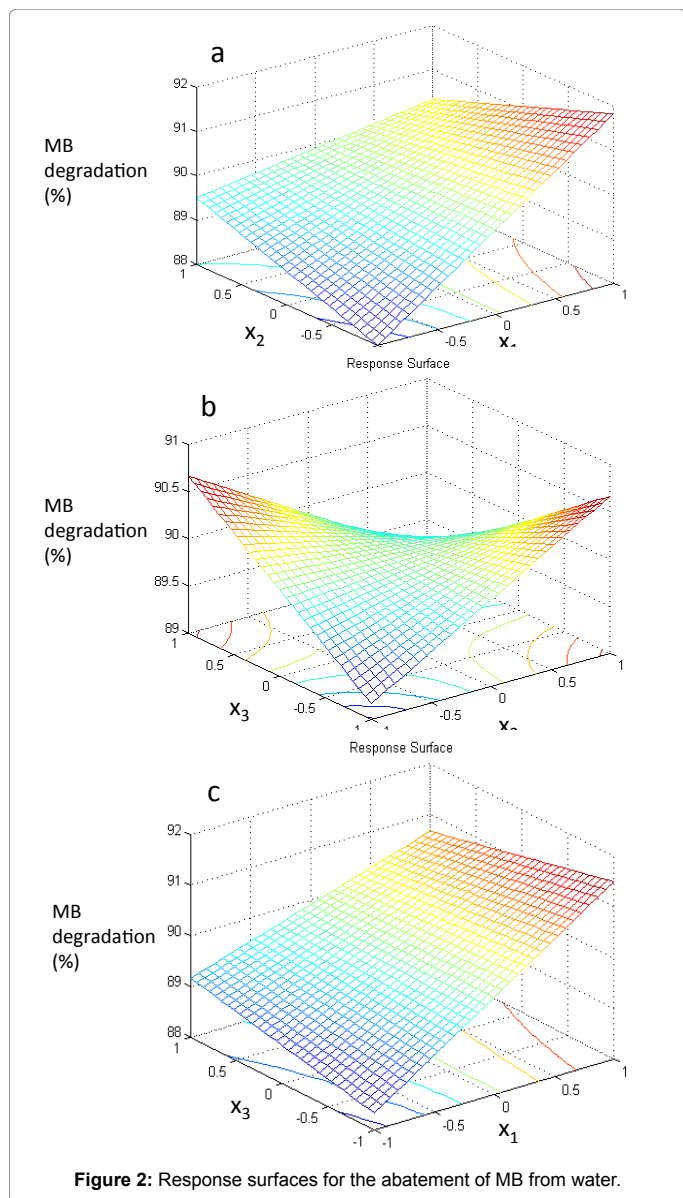 a
92
91
90
89
88
MB
degradation
(%)
1
0.5
0
-0.5
x2
-0.5
0
0.5
1
Response Surface
b
91
90.5
90
89.5
89
MB
degradation
(%)
1
0.5
0
-0.5
-1
x3
-1
-0.5
0
0.5
1
Response Surface
c
92
91
90
89
88
MB
degradation
(%)
1
0.5
0
-0.5
-1
x3
-1
-0.5
0
0.5
1
x1
Figure 2: Response surfaces for the abatement of MB from water.